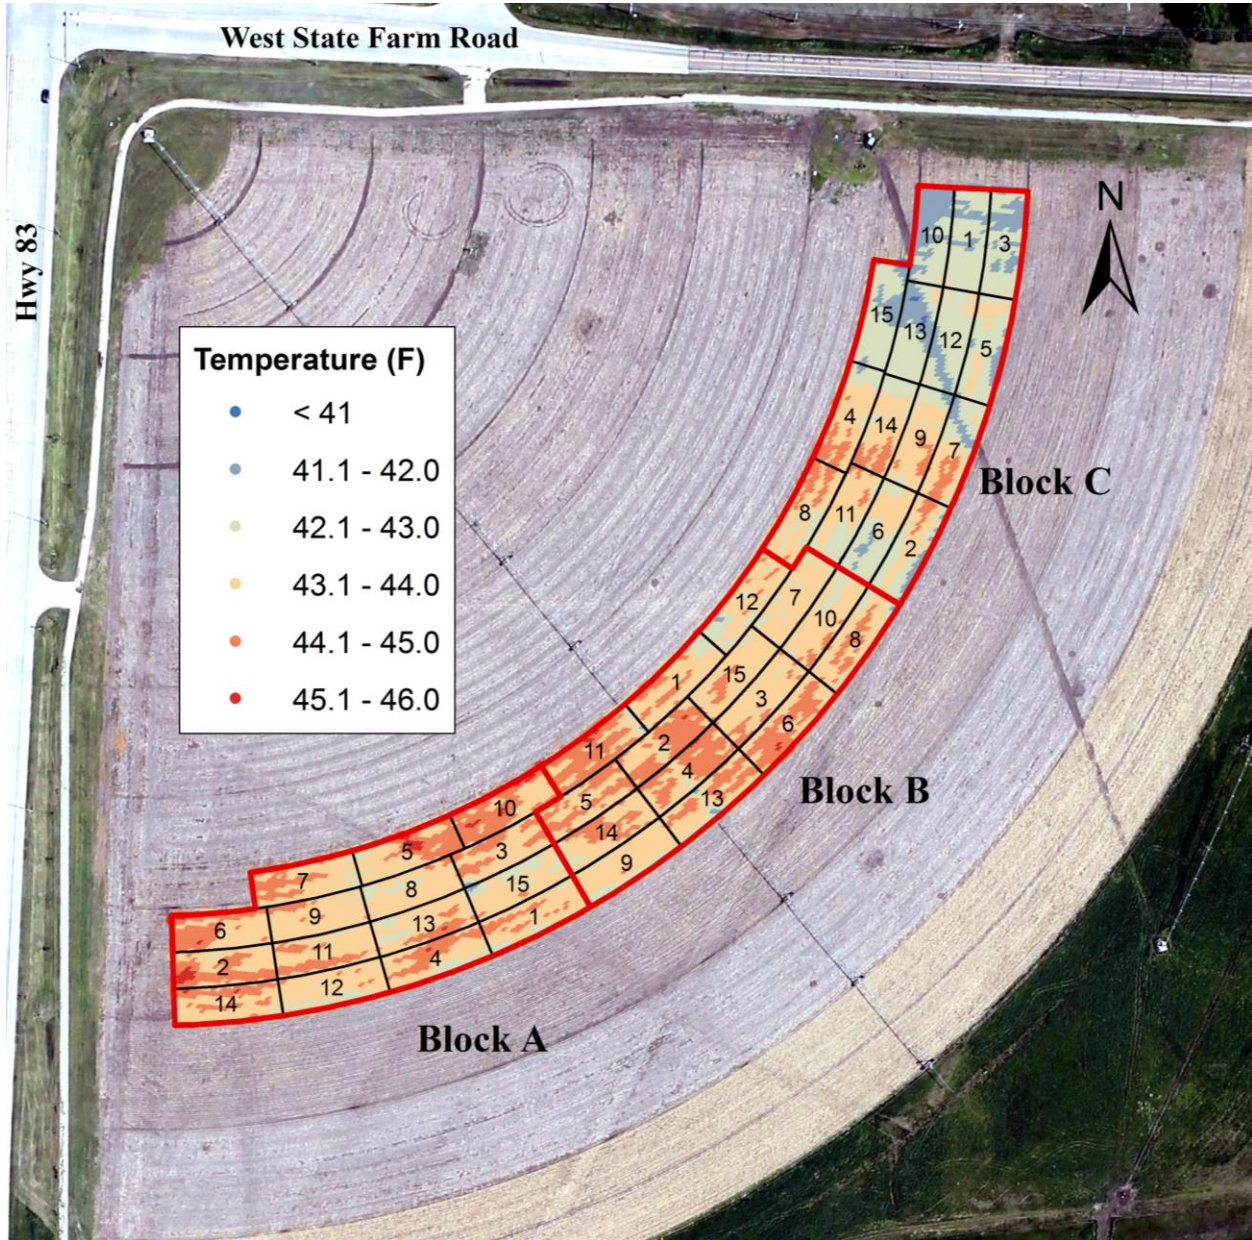 West State Farm Road
Hwy 83
N
Temperature (F)
< 41
41.1 - 42.0
42.1 - 43.0
43.1 - 44.0
44.1 - 45.0
45.1 - 46.0
10 1 3
15 13 12 5
4 14 9 7
8 11 6 2
Block C
12 7 10 8
1 15 3 6
11 2 4 13
5 14 9
Block B
10 3 15 1
5 8 13 4
7 9 11 12
6
2
14
Block A